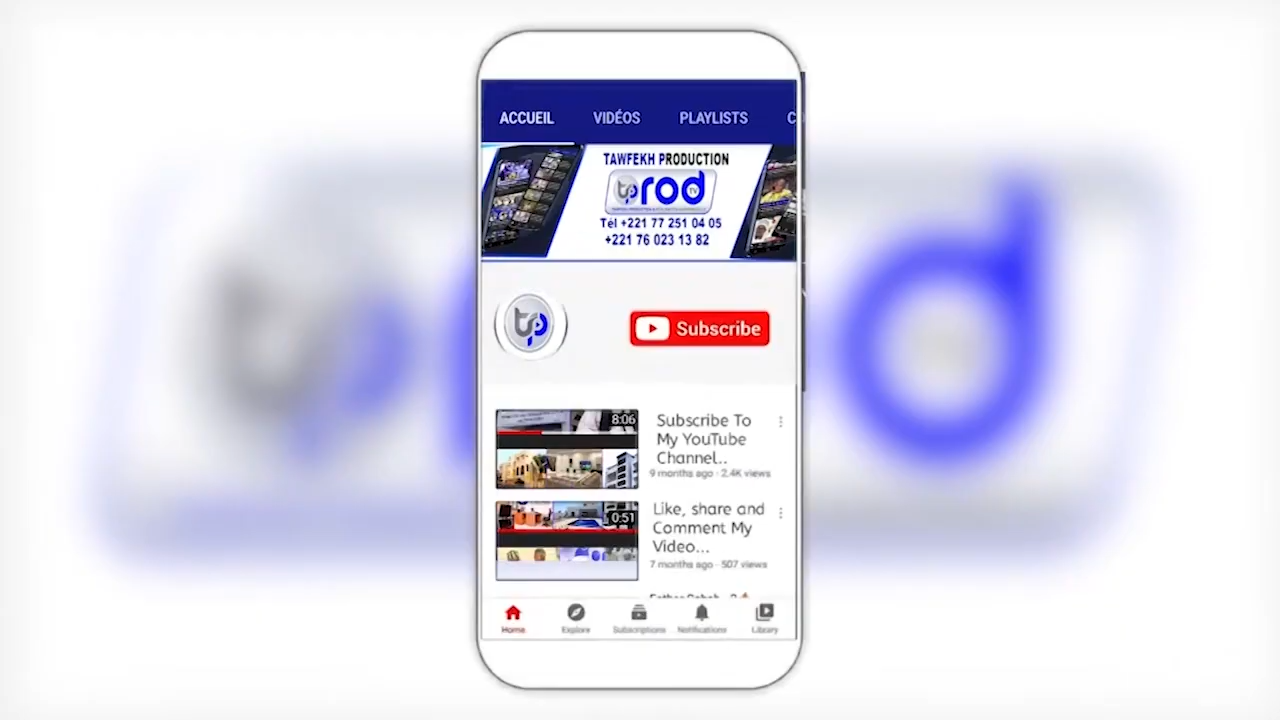 ACCUEIL VIDÉOS PLAYLISTS
TAWFEKH PRODUCTION
tprod TV
Tél +221 77 251 04 05
+221 76 023 13 82
tp
Subscribe
8:06
Subscribe To
My YouTube
Channel..
9 months ago · 2.4K views
0:51
Like, share and
Comment My
Video...
7 months ago · 507 views
Home Explore Subscriptions Notifications Library